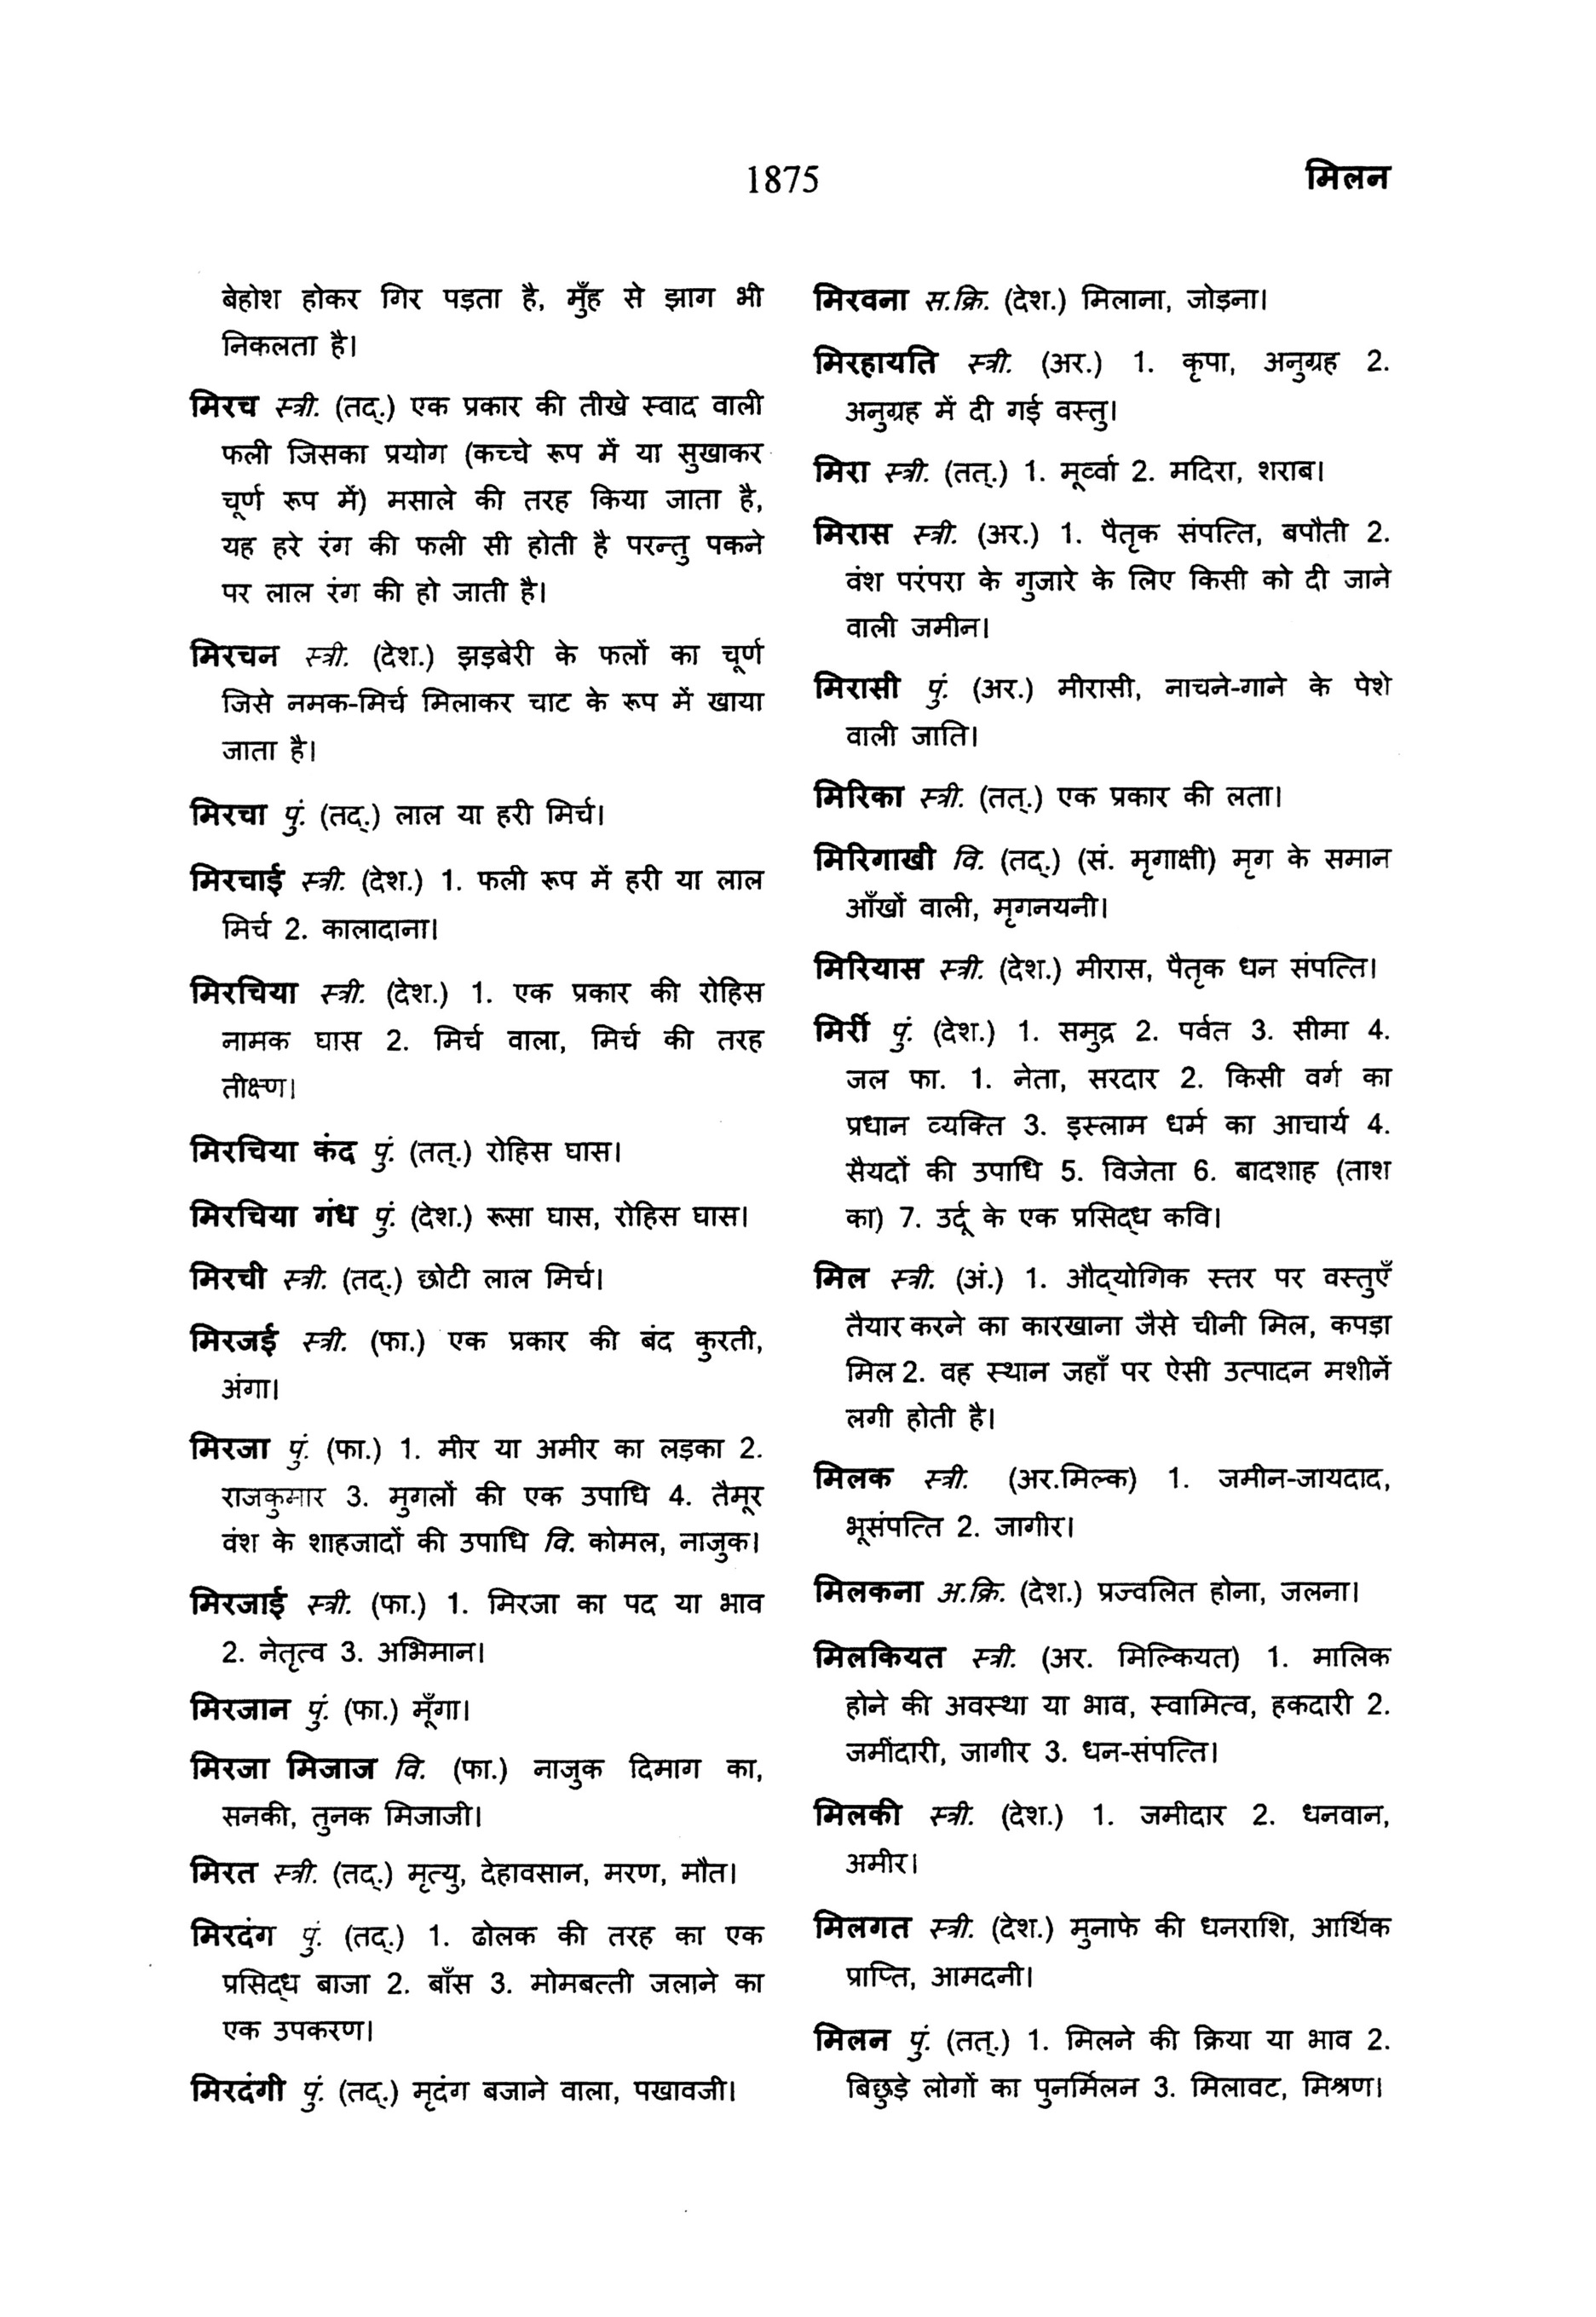 1875
मिलन
बेहोश होकर गिर पड़ता है, मुँह से झाग भी
निकलता है।
मिरच स्त्री. (तद्.) एक प्रकार की तीखे स्वाद वाली
फली जिसका प्रयोग (कच्चे रूप में या सुखाकर
चूर्ण रूप में) मसाले की तरह किया जाता है,
यह हरे रंग की फली सी होती है परन्तु पकने
पर लाल रंग की हो जाती है।
मिरचन स्त्री. (देश.) झड़बेरी के फलों का चूर्ण
जिसे नमक-मिर्च मिलाकर चाट के रूप में खाया
जाता है।
मिरचा पुं. (तद्.) लाल या हरी मिर्च।
मिरचाई स्त्री. (देश.) 1. फली रूप में हरी या लाल
मिर्च 2. कालादाना।
मिरचिया स्त्री. (देश.) 1. एक प्रकार की रोहिस
नामक घास 2. मिर्च वाला, मिर्च की तरह
तीक्ष्ण।
मिरचिया कंद पुं. (तत्.) रोहिस घास।
मिरचिया गंध पुं. (देश.) रूसा घास, रोहिस घास।
मिरची स्त्री. (तद्.) छोटी लाल मिर्च।
मिरजई स्त्री. (फा.) एक प्रकार की बंद कुरती,
अंगा।
मिरजा पुं. (फा.) 1. मीर या अमीर का लड़का 2.
राजकुमार 3. मुगलों की एक उपाधि 4. तैमूर
वंश के शाहजादों की उपाधि वि. कोमल, नाजुक।
मिरजाई स्त्री. (फा.) 1. मिरजा का पद या भाव
2. नेतृत्व 3. अभिमान।
मिरजान पुं. (फा.) मूँगा।
मिरजा मिजाज वि. (फा.) नाजुक दिमाग का,
सनकी, तुनक मिजाजी।
मिरत स्त्री. (तद्.) मृत्यु, देहावसान, मरण, मौत।
मिरदंग पुं. (तद्.) 1. ढोलक की तरह का एक
प्रसिद्ध बाजा 2. बाँस 3. मोमबत्ती जलाने का
एक उपकरण।
मिरदंगी पुं. (तद्.) मृदंग बजाने वाला, पखावजी।
मिरवना स.क्रि. (देश.) मिलाना, जोड़ना।
मिरहायति स्त्री. (अर.) 1. कृपा, अनुग्रह 2.
अनुग्रह में दी गई वस्तु।
मिरा स्त्री. (तत्.) 1. मूर्व्वा 2. मदिरा, शराब।
मिरास स्त्री. (अर.) 1. पैतृक संपत्ति, बपौती 2.
वंश परंपरा के गुजारे के लिए किसी को दी जाने
वाली जमीन।
मिरासी पुं. (अर.) मीरासी, नाचने-गाने के पेशे
वाली जाति।
मिरिका स्त्री. (तत्.) एक प्रकार की लता।
मिरिगाखी वि. (तद्.) (सं. मृगाक्षी) मृग के समान
आँखों वाली, मृगनयनी।
मिरियास स्त्री. (देश.) मीरास, पैतृक धन संपत्ति।
मिर्री पुं. (देश.) 1. समुद्र 2. पर्वत 3. सीमा 4.
जल फा. 1. नेता, सरदार 2. किसी वर्ग का
प्रधान व्यक्ति 3. इस्लाम धर्म का आचार्य 4.
सैयदों की उपाधि 5. विजेता 6. बादशाह (ताश
का) 7. उर्दू के एक प्रसिद्ध कवि।
मिल स्त्री. (अं.) 1. औद्योगिक स्तर पर वस्तुएँ
तैयार करने का कारखाना जैसे चीनी मिल, कपड़ा
मिल 2. वह स्थान जहाँ पर ऐसी उत्पादन मशीनें
लगी होती है।
मिलक स्त्री. (अर.मिल्क) 1. जमीन-जायदाद,
भूसंपत्ति 2. जागीर।
मिलकना अ.क्रि. (देश.) प्रज्वलित होना, जलना।
मिलकियत स्त्री. (अर. मिल्कियत) 1. मालिक
होने की अवस्था या भाव, स्वामित्व, हकदारी 2.
जमींदारी, जागीर 3. धन-संपत्ति।
मिलकी स्त्री. (देश.) 1. जमीदार 2. धनवान,
अमीर।
मिलगत स्त्री. (देश.) मुनाफे की धनराशि, आर्थिक
प्राप्ति, आमदनी।
मिलन पुं. (तत्.) 1. मिलने की क्रिया या भाव 2.
बिछुड़े लोगों का पुनर्मिलन 3. मिलावट, मिश्रण।